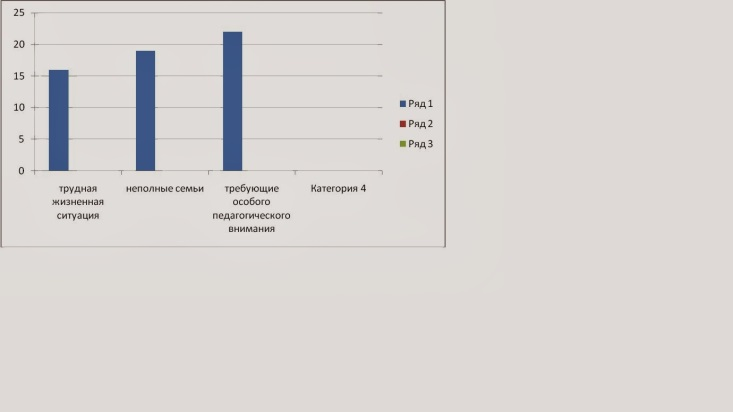 25
20
15
10
5
0
трудная
жизненная
ситуация
неполные семьи
требующие
особого
педагогического
внимания
Категория 4
Ряд 1
Ряд 2
Ряд 3